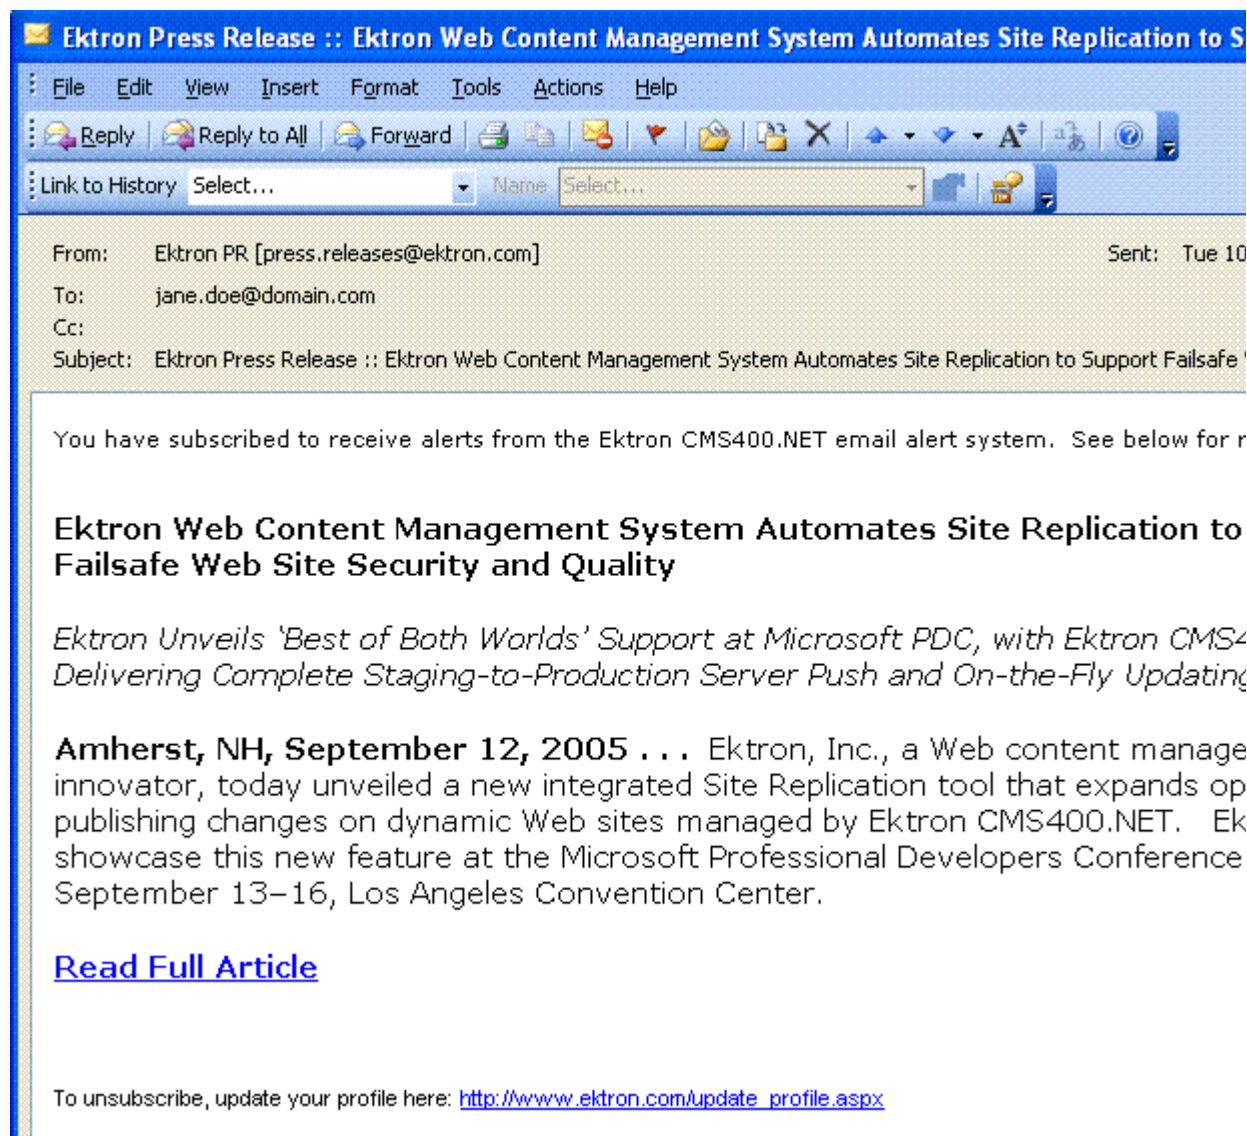 Ektron Press Release :: Ektron Web Content Management System Automates Site Replication to S
File Edit View Insert Format Tools Actions Help
Reply Reply to All Forward
Link to History Select... Name Select...
From: Ektron PR [press.releases@ektron.com] Sent: Tue 10
To: jane.doe@domain.com
Cc:
Subject: Ektron Press Release :: Ektron Web Content Management System Automates Site Replication to Support Failsafe
You have subscribed to receive alerts from the Ektron CMS400.NET email alert system. See below for r
Ektron Web Content Management System Automates Site Replication to
Failsafe Web Site Security and Quality
Ektron Unveils ‘Best of Both Worlds’ Support at Microsoft PDC, with Ektron CMS4
Delivering Complete Staging-to-Production Server Push and On-the-Fly Updating
Amherst, NH, September 12, 2005 . . . Ektron, Inc., a Web content manage
innovator, today unveiled a new integrated Site Replication tool that expands op
publishing changes on dynamic Web sites managed by Ektron CMS400.NET. Ek
showcase this new feature at the Microsoft Professional Developers Conference
September 13–16, Los Angeles Convention Center.
Read Full Article
To unsubscribe, update your profile here: http://www.ektron.com/update_profile.aspx